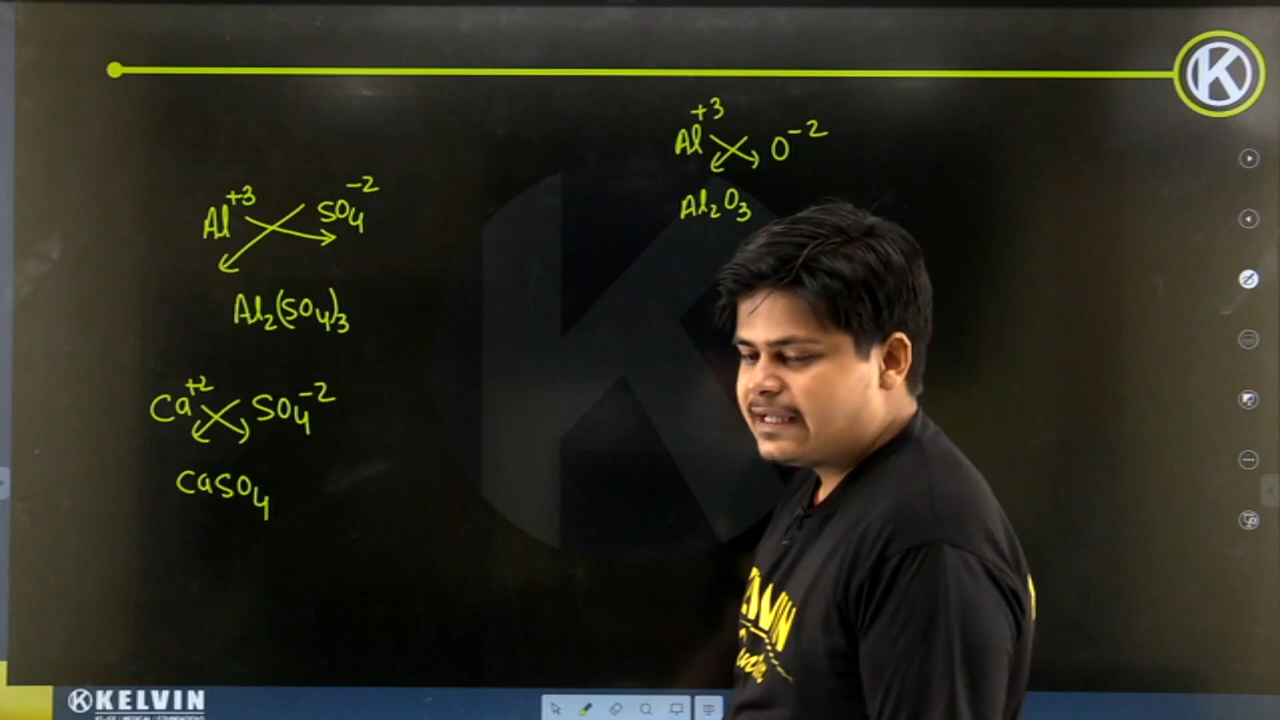 Al+3 SO4-2
Al2(SO4)3
Ca+2 SO4-2
CaSO4
Al+3 O-2
Al2O3
K
KELVIN